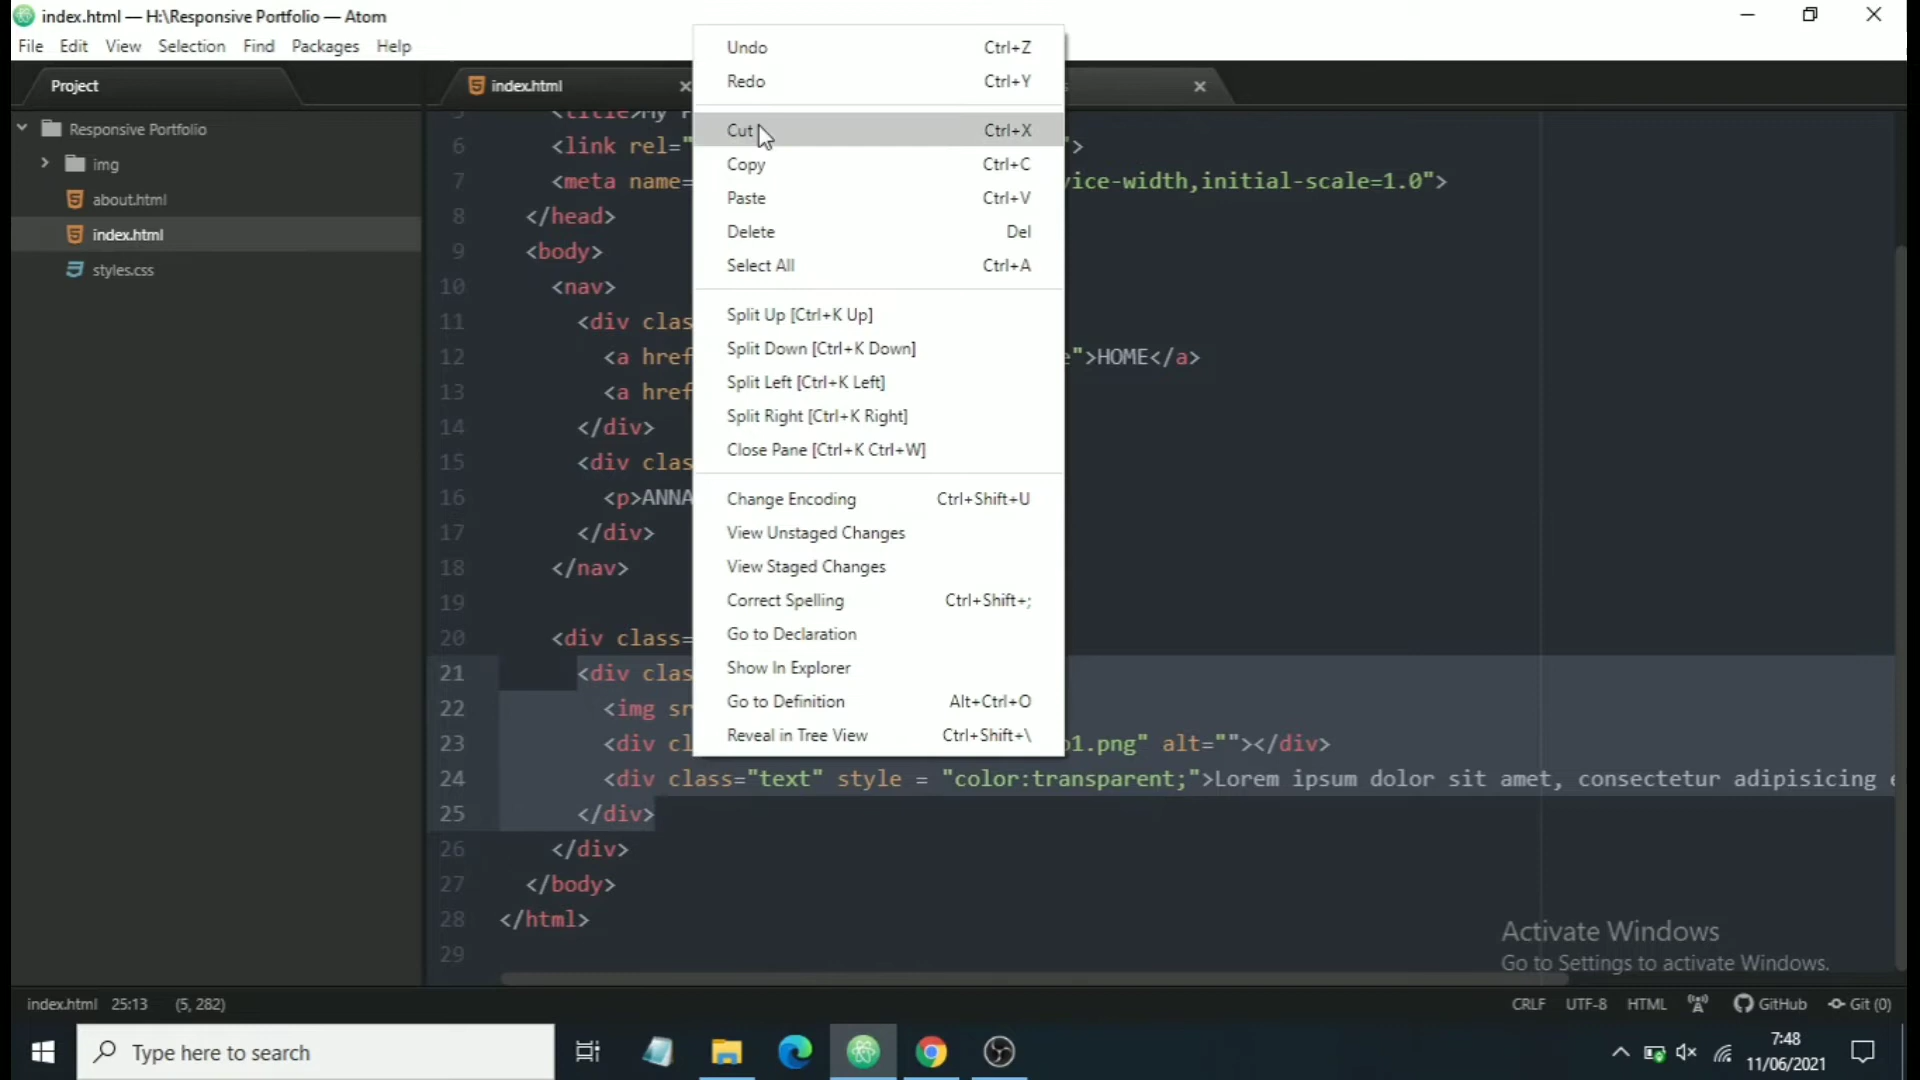 index.html — H:\Responsive Portfolio — Atom
File Edit View Selection Find Packages Help
Project
index.html
Responsive Portfolio
img
about.html
index.html
styles.css
Undo Ctrl+Z
Redo Ctrl+Y
Cut Ctrl+X
Copy Ctrl+C
Paste Ctrl+V
Delete Del
Select All Ctrl+A
Split Up [Ctrl+K Up]
Split Down [Ctrl+K Down]
Split Left [Ctrl+K Left]
Split Right [Ctrl+K Right]
Close Pane [Ctrl+K Ctrl+W]
Change Encoding Ctrl+Shift+U
View Unstaged Changes
View Staged Changes
Correct Spelling Ctrl+Shift+;
Go to Declaration
Show In Explorer
Go to Definition Alt+Ctrl+O
Reveal in Tree View Ctrl+Shift+\
6 <link rel=" ">
7 <meta name= vice-width,initial-scale=1.0">
8 </head>
9 <body>
10 <nav>
11 <div clas
12 <a href e">HOME</a>
13 <a href
14 </div>
15 <div clas
16 <p>ANNA
17 </div>
18 </nav>
19
20 <div class=
21 <div clas
22 <img sr
23 <div cl o1.png" alt=""></div>
24 <div class="text" style = "color:transparent;">Lorem ipsum dolor sit amet, consectetur adipisicing
25 </div>
26 </div>
27 </body>
28 </html>
29
Activate Windows
Go to Settings to activate Windows.
index.html 25:13 (5, 282)
CRLF UTF-8 HTML GitHub Git (0)
Type here to search
7:48
11/06/2021